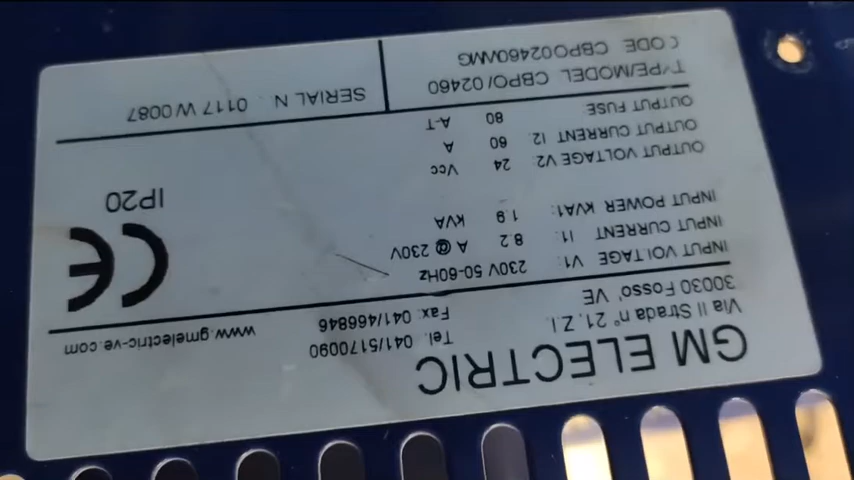 GM ELECTRIC
Via II Strada n° 21, Z.I.
30030 Fosso', VE
Tel. 041/5170090
Fax: 041/466846
www.gmelectric-ve.com
INPUT VOLTAGE V1: 230V 50-60Hz
INPUT CURRENT I1: 8.2 A @ 230V
INPUT POWER KVA1: 1.9 KVA
OUTPUT VOLTAGE V2: 24 Vcc
OUTPUT CURRENT I2: 60 A
OUTPUT FUSE: 80 A-T
CE
IP20
TYPE/MODEL CBPO/02460
CODE CBPO02460AWG
SERIAL N 0117 W 0087